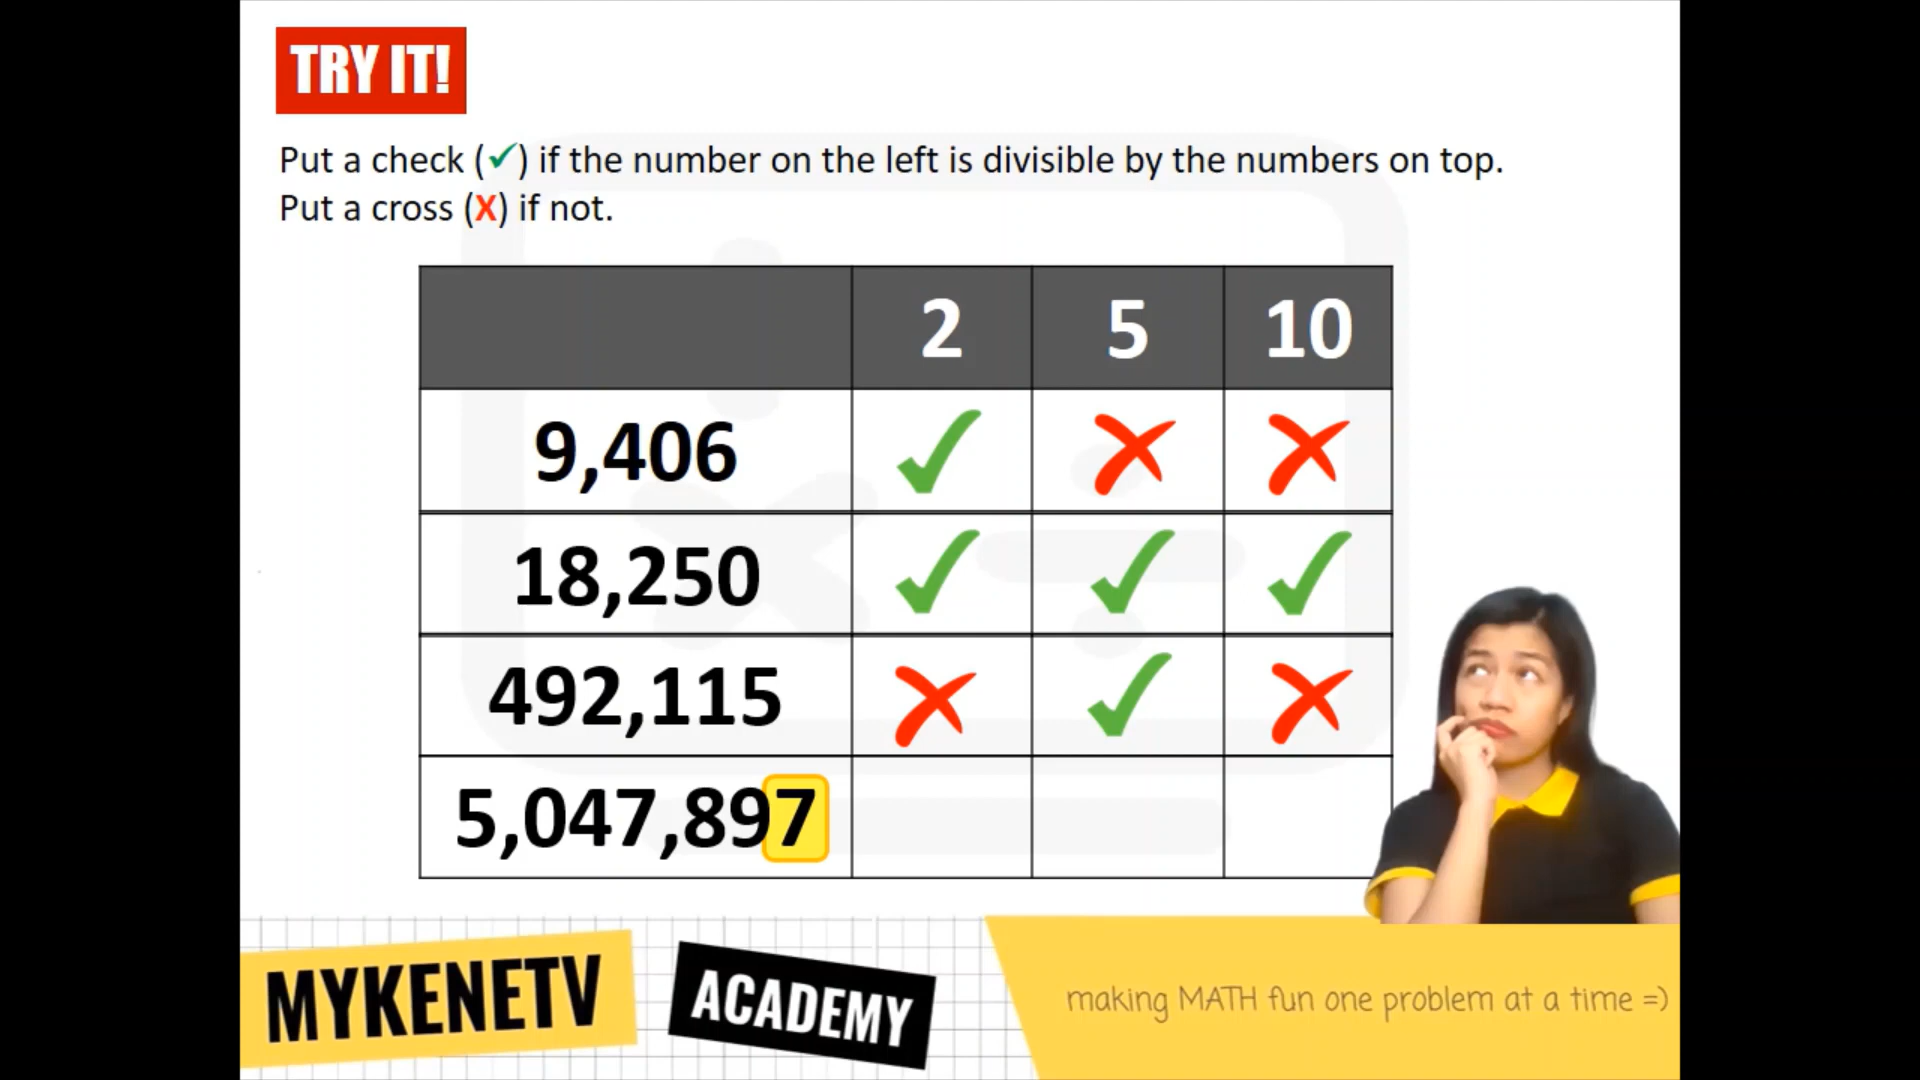 TRY IT!
Put a check (✓) if the number on the left is divisible by the numbers on top.
Put a cross (X) if not.
2 5 10
9,406 ✓ ✗ ✗
18,250 ✓ ✓ ✓
492,115 ✗ ✓ ✗
5,047,897
MYKENETV ACADEMY
making MATH fun one problem at a time =)